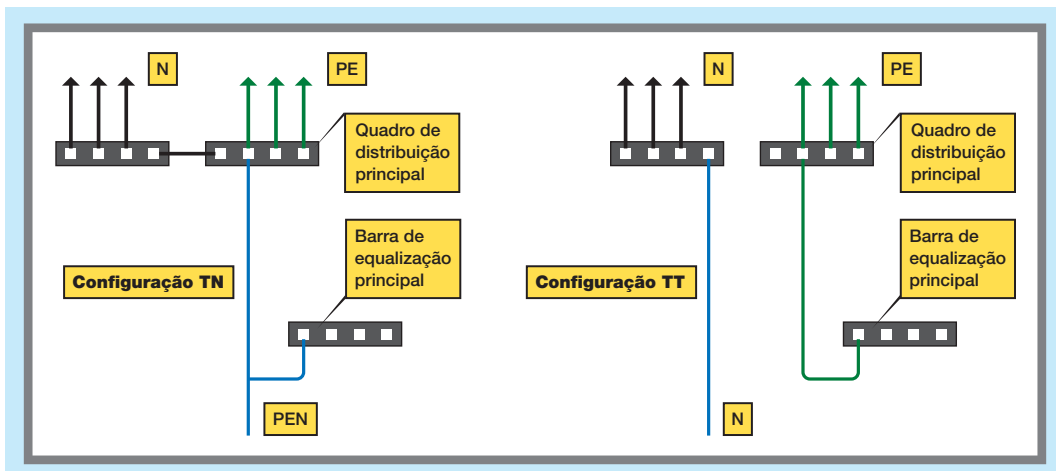 N
PE
Quadro de
distribuição
principal
Barra de
equalização
principal
Configuração TN
PEN
N
PE
Quadro de
distribuição
principal
Barra de
equalização
principal
Configuração TT
N